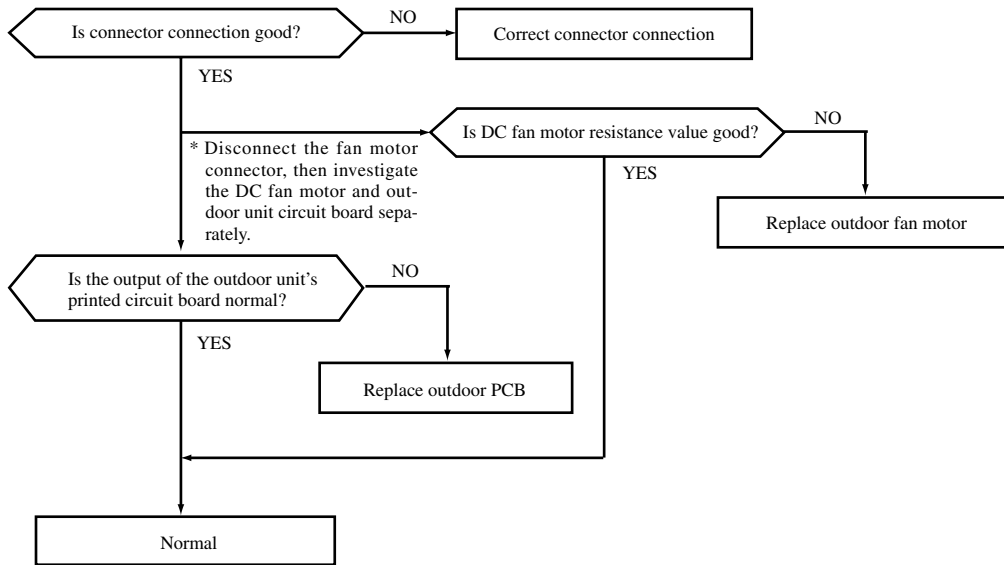 Is connector connection good?
NO
Correct connector connection
YES
Is DC fan motor resistance value good?
NO
* Disconnect the fan motor
connector, then investigate
the DC fan motor and out-
door unit circuit board sepa-
rately.
YES
Replace outdoor fan motor
Is the output of the outdoor unit's
printed circuit board normal?
NO
YES
Replace outdoor PCB
Normal